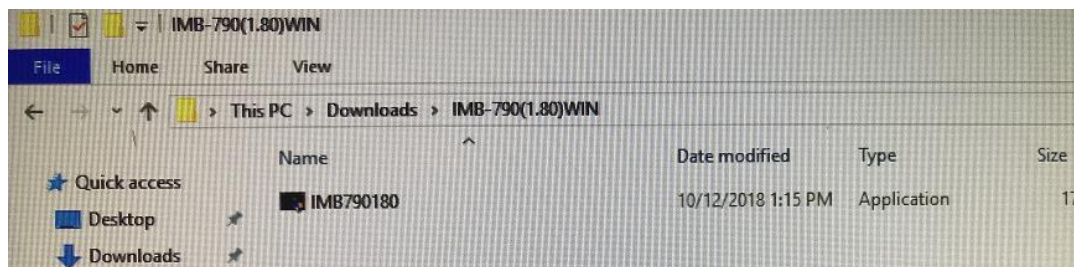 IMB-790(1.80)WIN
File Home Share View
This PC > Downloads > IMB-790(1.80)WIN
Name Date modified Type Size
Quick access
IMB790180 10/12/2018 1:15 PM Application 17
Desktop
Downloads